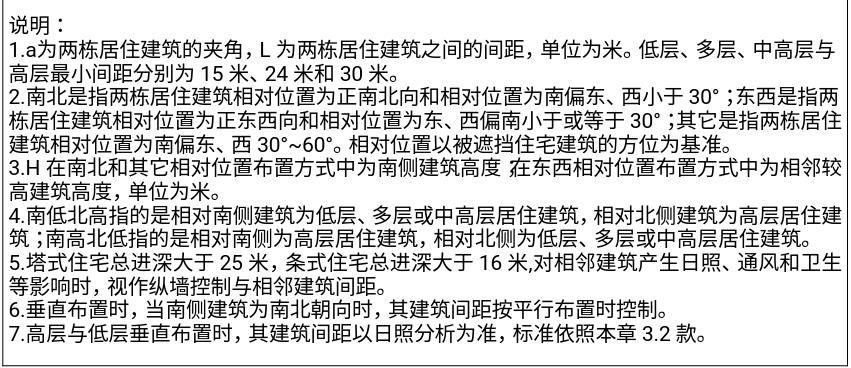 说明：
1.a为两栋居住建筑的夹角，L 为两栋居住建筑之间的间距，单位为米。低层、多层、中高层与
高层最小间距分别为 15 米、24 米和 30 米。
2.南北是指两栋居住建筑相对位置为正南北向和相对位置为南偏东、西小于 30°；东西是指两
栋居住建筑相对位置为正东西向和相对位置为东、西偏南小于或等于 30°；其它是指两栋居住
建筑相对位置为南偏东、西 30°~60°。相对位置以被遮挡住宅建筑的方位为基准。
3.H 在南北和其它相对位置布置方式中为南侧建筑高度；在东西相对位置布置方式中为相邻较
高建筑高度，单位为米。
4.南低北高指的是相对南侧建筑为低层、多层或中高层居住建筑，相对北侧建筑为高层居住建
筑；南高北低指的是相对南侧为高层居住建筑，相对北侧为低层、多层或中高层居住建筑。
5.塔式住宅总进深大于 25 米，条式住宅总进深大于 16 米,对相邻建筑产生日照、通风和卫生
等影响时，视作纵墙控制与相邻建筑间距。
6.垂直布置时，当南侧建筑为南北朝向时，其建筑间距按平行布置时控制。
7.高层与低层垂直布置时，其建筑间距以日照分析为准，标准依照本章 3.2 款。